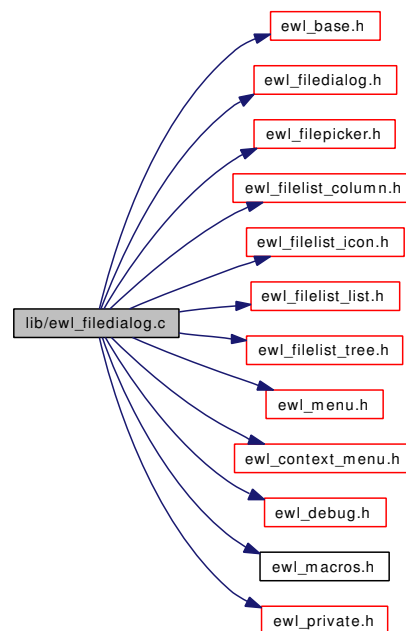 ewl_base.h
ewl_filedialog.h
ewl_filepicker.h
ewl_filelist_column.h
ewl_filelist_icon.h
lib/ewl_filedialog.c
ewl_filelist_list.h
ewl_filelist_tree.h
ewl_menu.h
ewl_context_menu.h
ewl_debug.h
ewl_macros.h
ewl_private.h